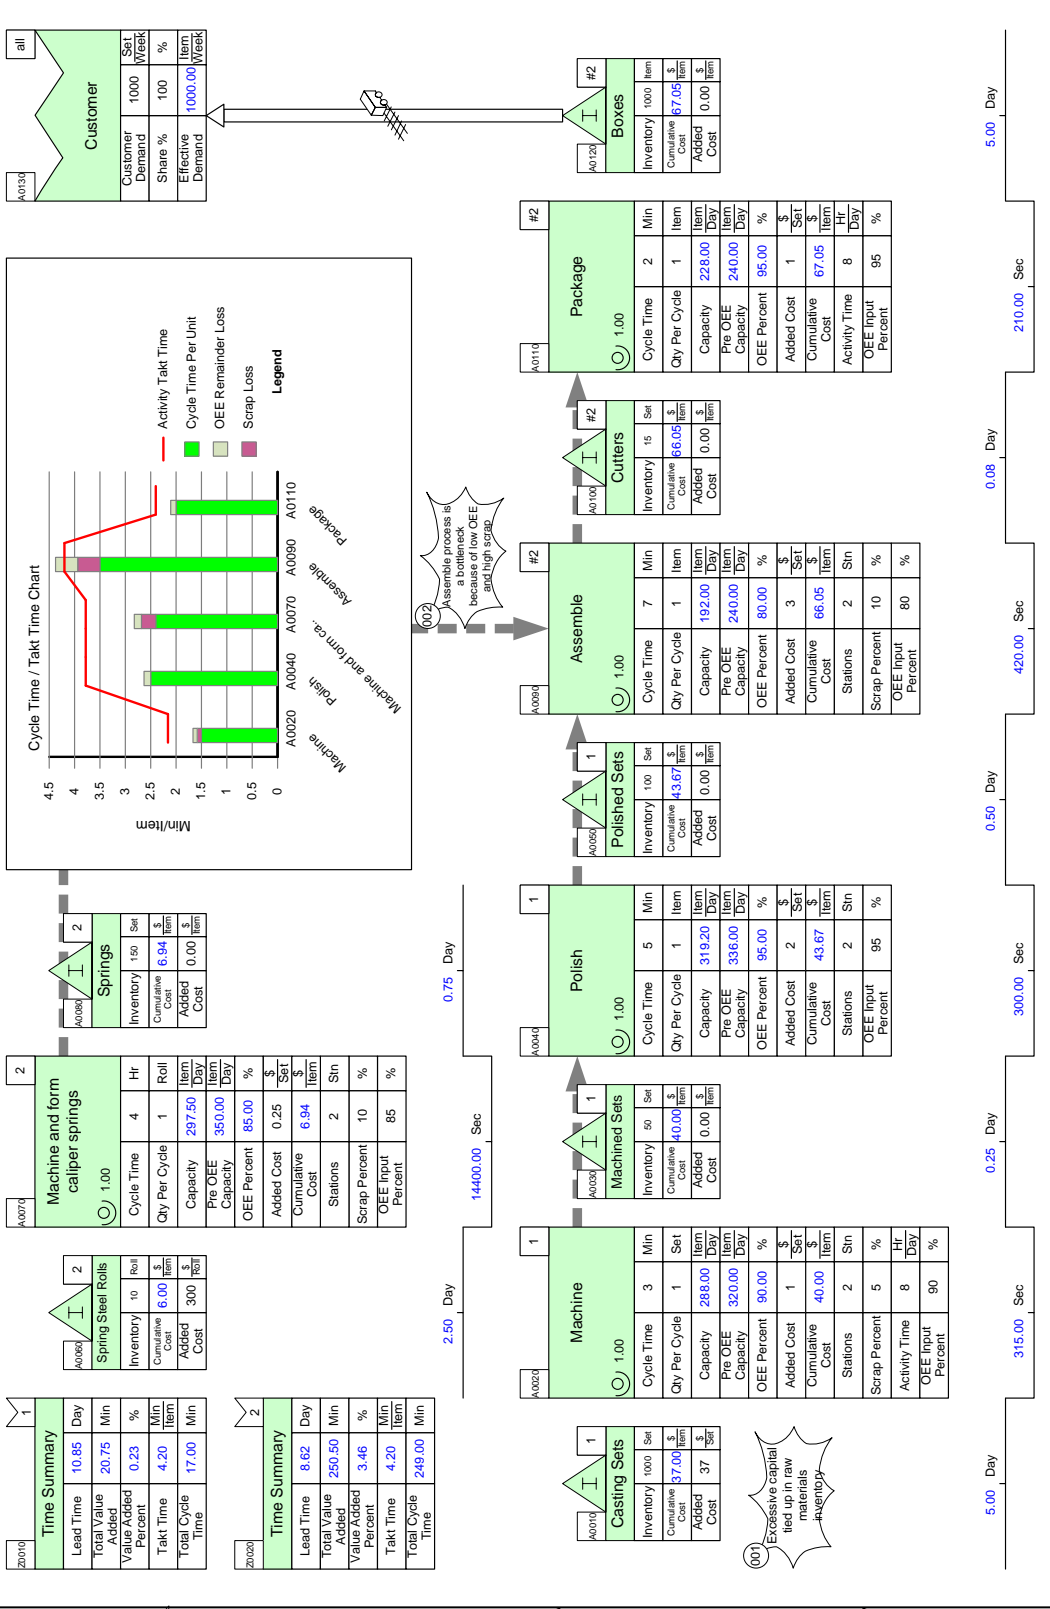 Z0010
1
Time Summary
Lead Time 10.85 Day
Total Value Added 20.75 Min
Value Added Percent 0.23 %
Takt Time 4.20 Min Item
Total Cycle Time 17.00 Min
Z0020
2
Time Summary
Lead Time 8.62 Day
Total Value Added 250.50 Min
Value Added Percent 3.46 %
Takt Time 4.20 Min Item
Total Cycle Time 249.00 Min
A0060
2
Spring Steel Rolls
Inventory 10 Roll
Cumulative Cost 6.00 $ Item
Added Cost 300 $ Roll
A0070
2
Machine and form
caliper springs
1.00
Cycle Time 4 Hr
Qty Per Cycle 1 Roll
Capacity 297.50 Item Day
Pre OEE Capacity 350.00 Item Day
OEE Percent 85.00 %
Added Cost 0.25 $ Set
Cumulative Cost 6.94 $ Item
Stations 2 Stn
Scrap Percent 10 %
OEE Input Percent 85 %
A0080
2
Springs
Inventory 150 Set
Cumulative Cost 6.94 $ Item
Added Cost 0.00 $ Item
2.50 Day
14400.00 Sec
0.75 Day
Cycle Time / Takt Time Chart
Min/Item
4.5
4
3.5
3
2.5
2
1.5
1
0.5
0
A0020 A0040 A0070 A0090 A0110
Machine
Polish
Machine and form ca..
Assemble
Package
Activity Takt Time
Cycle Time Per Unit
OEE Remainder Loss
Scrap Loss
Legend
A0130
all
Customer
Customer Demand 1000 Set Week
Share % 100 %
Effective Demand 1000.00 Item Week
002
Assemble process is
a bottleneck
because of low OEE
and high scrap
A0010
1
Casting Sets
Inventory 1000 Set
Cumulative Cost 37.00 $ Item
Added Cost 37 $ Set
001
Excessive capital
tied up in raw
materials
inventory
A0020
1
Machine
1.00
Cycle Time 3 Min
Qty Per Cycle 1 Set
Capacity 288.00 Item Day
Pre OEE Capacity 320.00 Item Day
OEE Percent 90.00 %
Added Cost 1 $ Set
Cumulative Cost 40.00 $ Item
Stations 2 Stn
Scrap Percent 5 %
Activity Time 8 Hr Day
OEE Input Percent 90 %
A0030
1
Machined Sets
Inventory 50 Set
Cumulative Cost 40.00 $ Item
Added Cost 0.00 $ Item
A0040
1
Polish
1.00
Cycle Time 5 Min
Qty Per Cycle 1 Item
Capacity 319.20 Item Day
Pre OEE Capacity 336.00 Item Day
OEE Percent 95.00 %
Added Cost 2 $ Set
Cumulative Cost 43.67 $ Item
Stations 2 Stn
OEE Input Percent 95 %
A0050
1
Polished Sets
Inventory 100 Set
Cumulative Cost 43.67 $ Item
Added Cost 0.00 $ Item
A0090
#2
Assemble
1.00
Cycle Time 7 Min
Qty Per Cycle 1 Item
Capacity 192.00 Item Day
Pre OEE Capacity 240.00 Item Day
OEE Percent 80.00 %
Added Cost 3 $ Set
Cumulative Cost 66.05 $ Item
Stations 2 Stn
Scrap Percent 10 %
OEE Input Percent 80 %
A0100
#2
Cutters
Inventory 15 Set
Cumulative Cost 66.05 $ Item
Added Cost 0.00 $ Item
A0110
#2
Package
1.00
Cycle Time 2 Min
Qty Per Cycle 1 Item
Capacity 228.00 Item Day
Pre OEE Capacity 240.00 Item Day
OEE Percent 95.00 %
Added Cost 1 $ Set
Cumulative Cost 67.05 $ Item
Activity Time 8 Hr Day
OEE Input Percent 95 %
A0120
#2
Boxes
Inventory 1000 Item
Cumulative Cost 67.05 $ Item
Added Cost 0.00 $ Item
5.00 Day
315.00 Sec
0.25 Day
300.00 Sec
0.50 Day
420.00 Sec
0.08 Day
210.00 Sec
5.00 Day